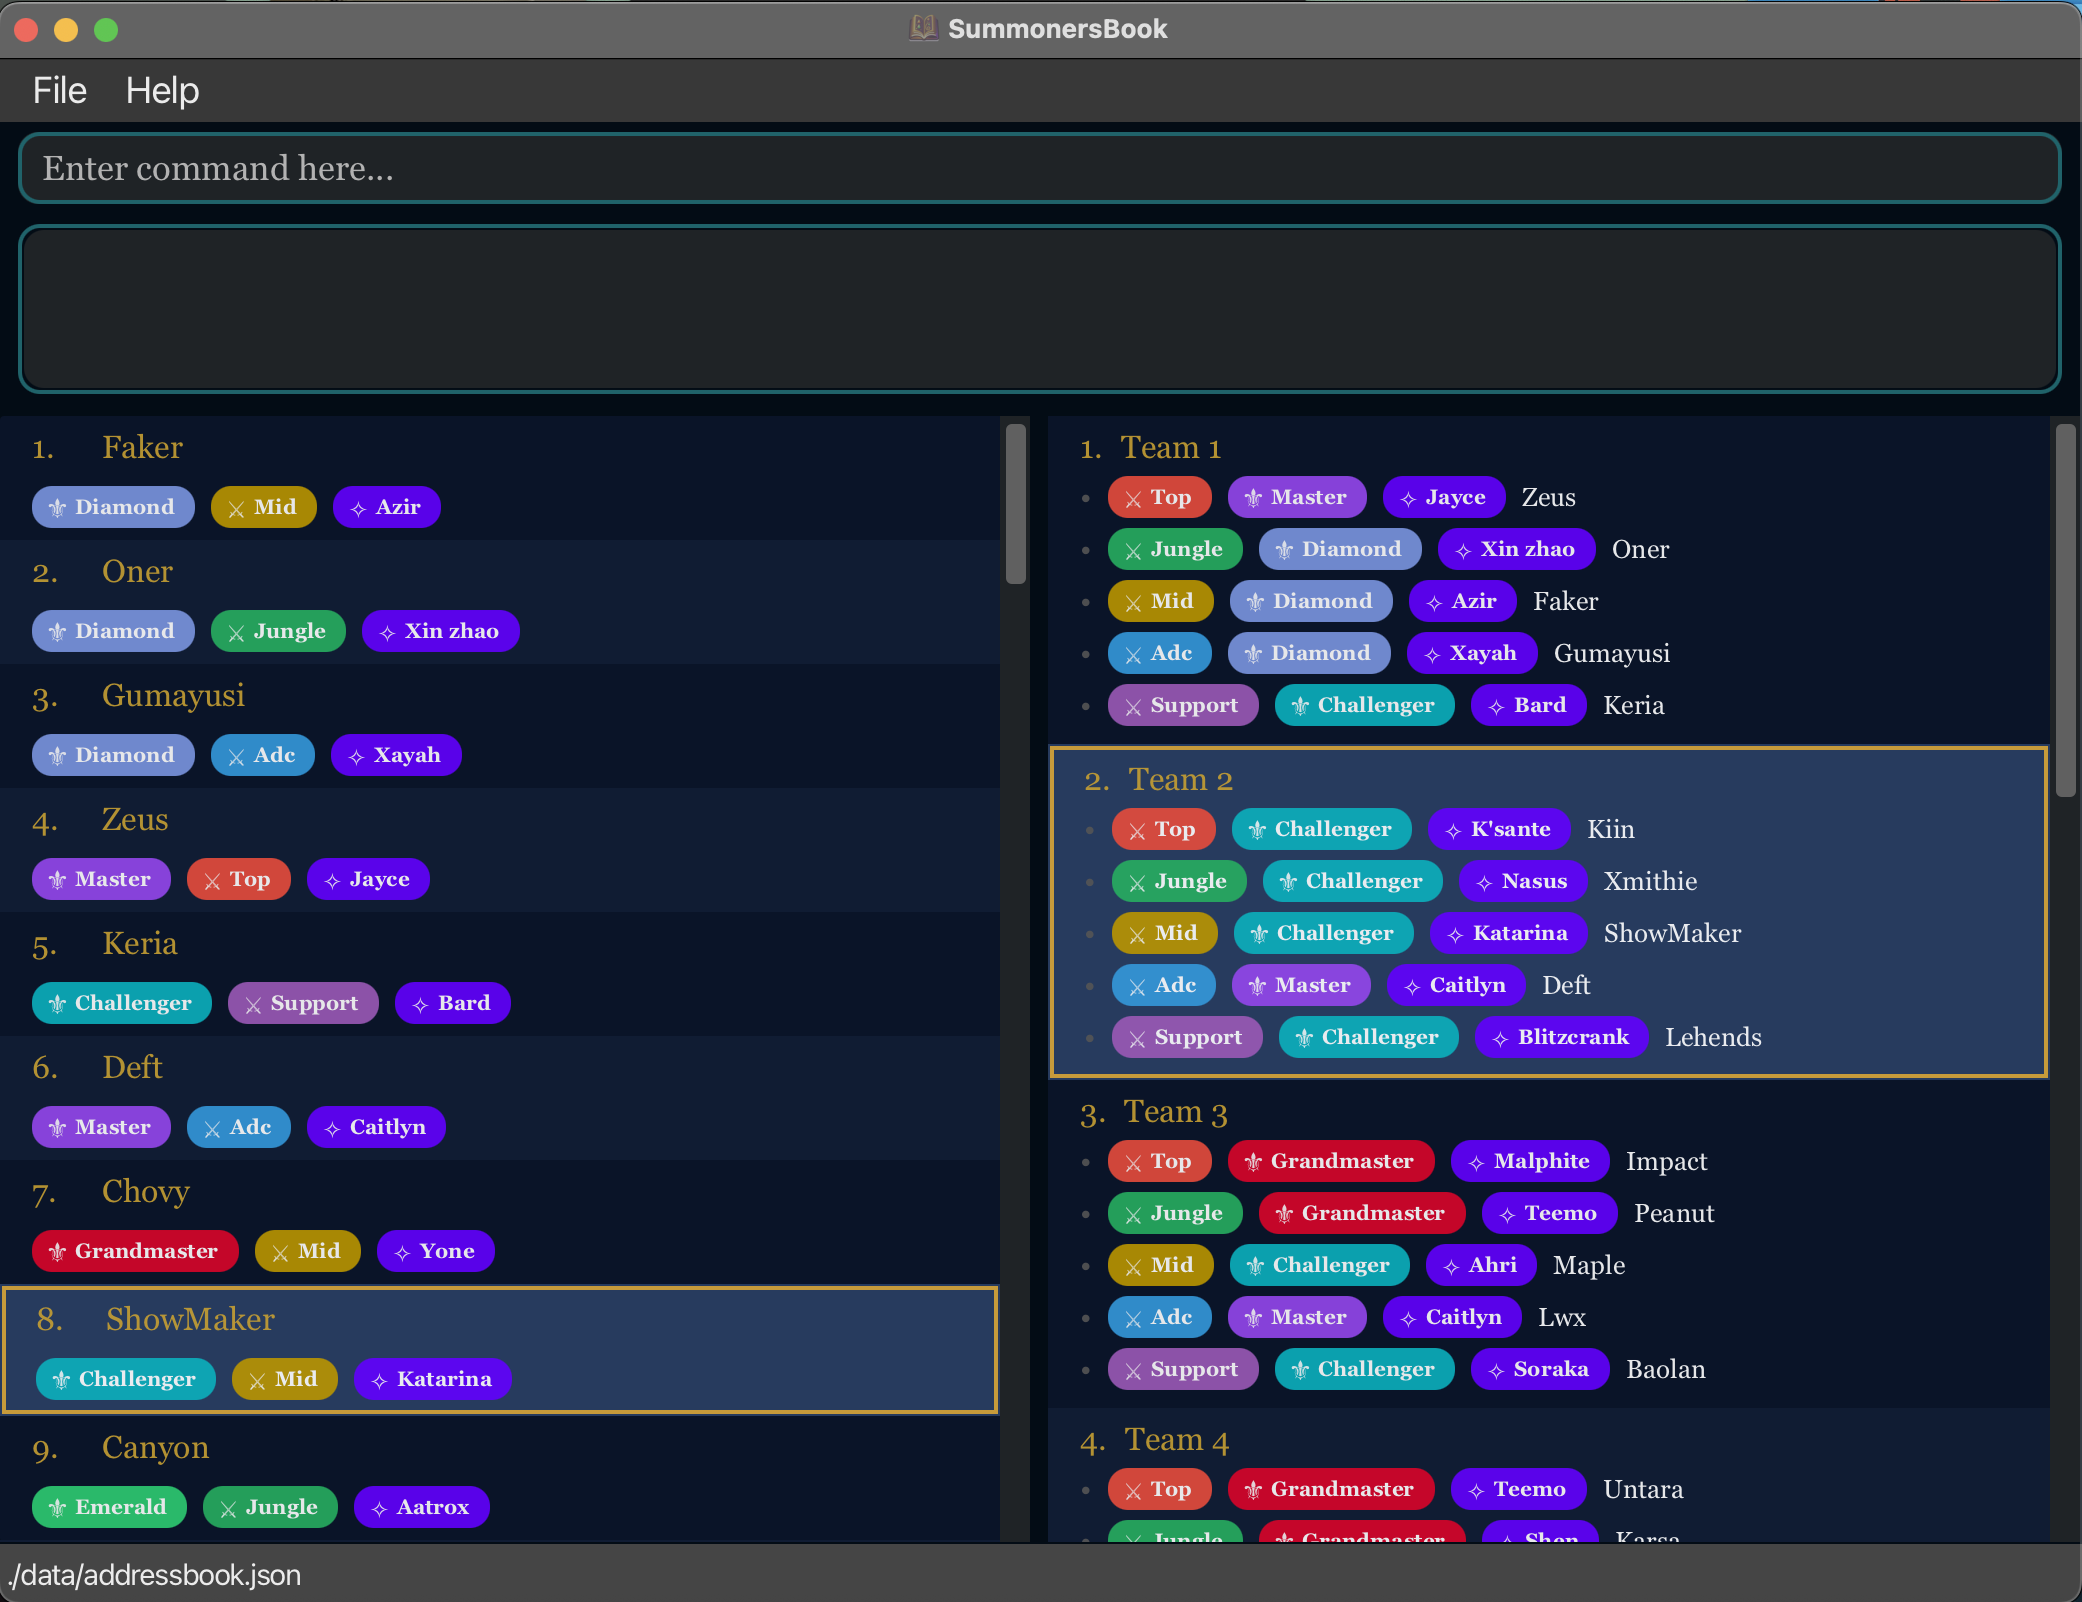 SummonersBook
File Help
Enter command here...
1. Faker
Diamond Mid Azir
2. Oner
Diamond Jungle Xin zhao
3. Gumayusi
Diamond Adc Xayah
4. Zeus
Master Top Jayce
5. Keria
Challenger Support Bard
6. Deft
Master Adc Caitlyn
7. Chovy
Grandmaster Mid Yone
8. ShowMaker
Challenger Mid Katarina
9. Canyon
Emerald Jungle Aatrox
1. Team 1
Top Master Jayce Zeus
Jungle Diamond Xin zhao Oner
Mid Diamond Azir Faker
Adc Diamond Xayah Gumayusi
Support Challenger Bard Keria
2. Team 2
Top Challenger K'sante Kiin
Jungle Challenger Nasus Xmithie
Mid Challenger Katarina ShowMaker
Adc Master Caitlyn Deft
Support Challenger Blitzcrank Lehends
3. Team 3
Top Grandmaster Malphite Impact
Jungle Grandmaster Teemo Peanut
Mid Challenger Ahri Maple
Adc Master Caitlyn Lwx
Support Challenger Soraka Baolan
4. Team 4
Top Grandmaster Teemo Untara
Jungle Grandmaster Shen Karsa
./data/addressbook.json